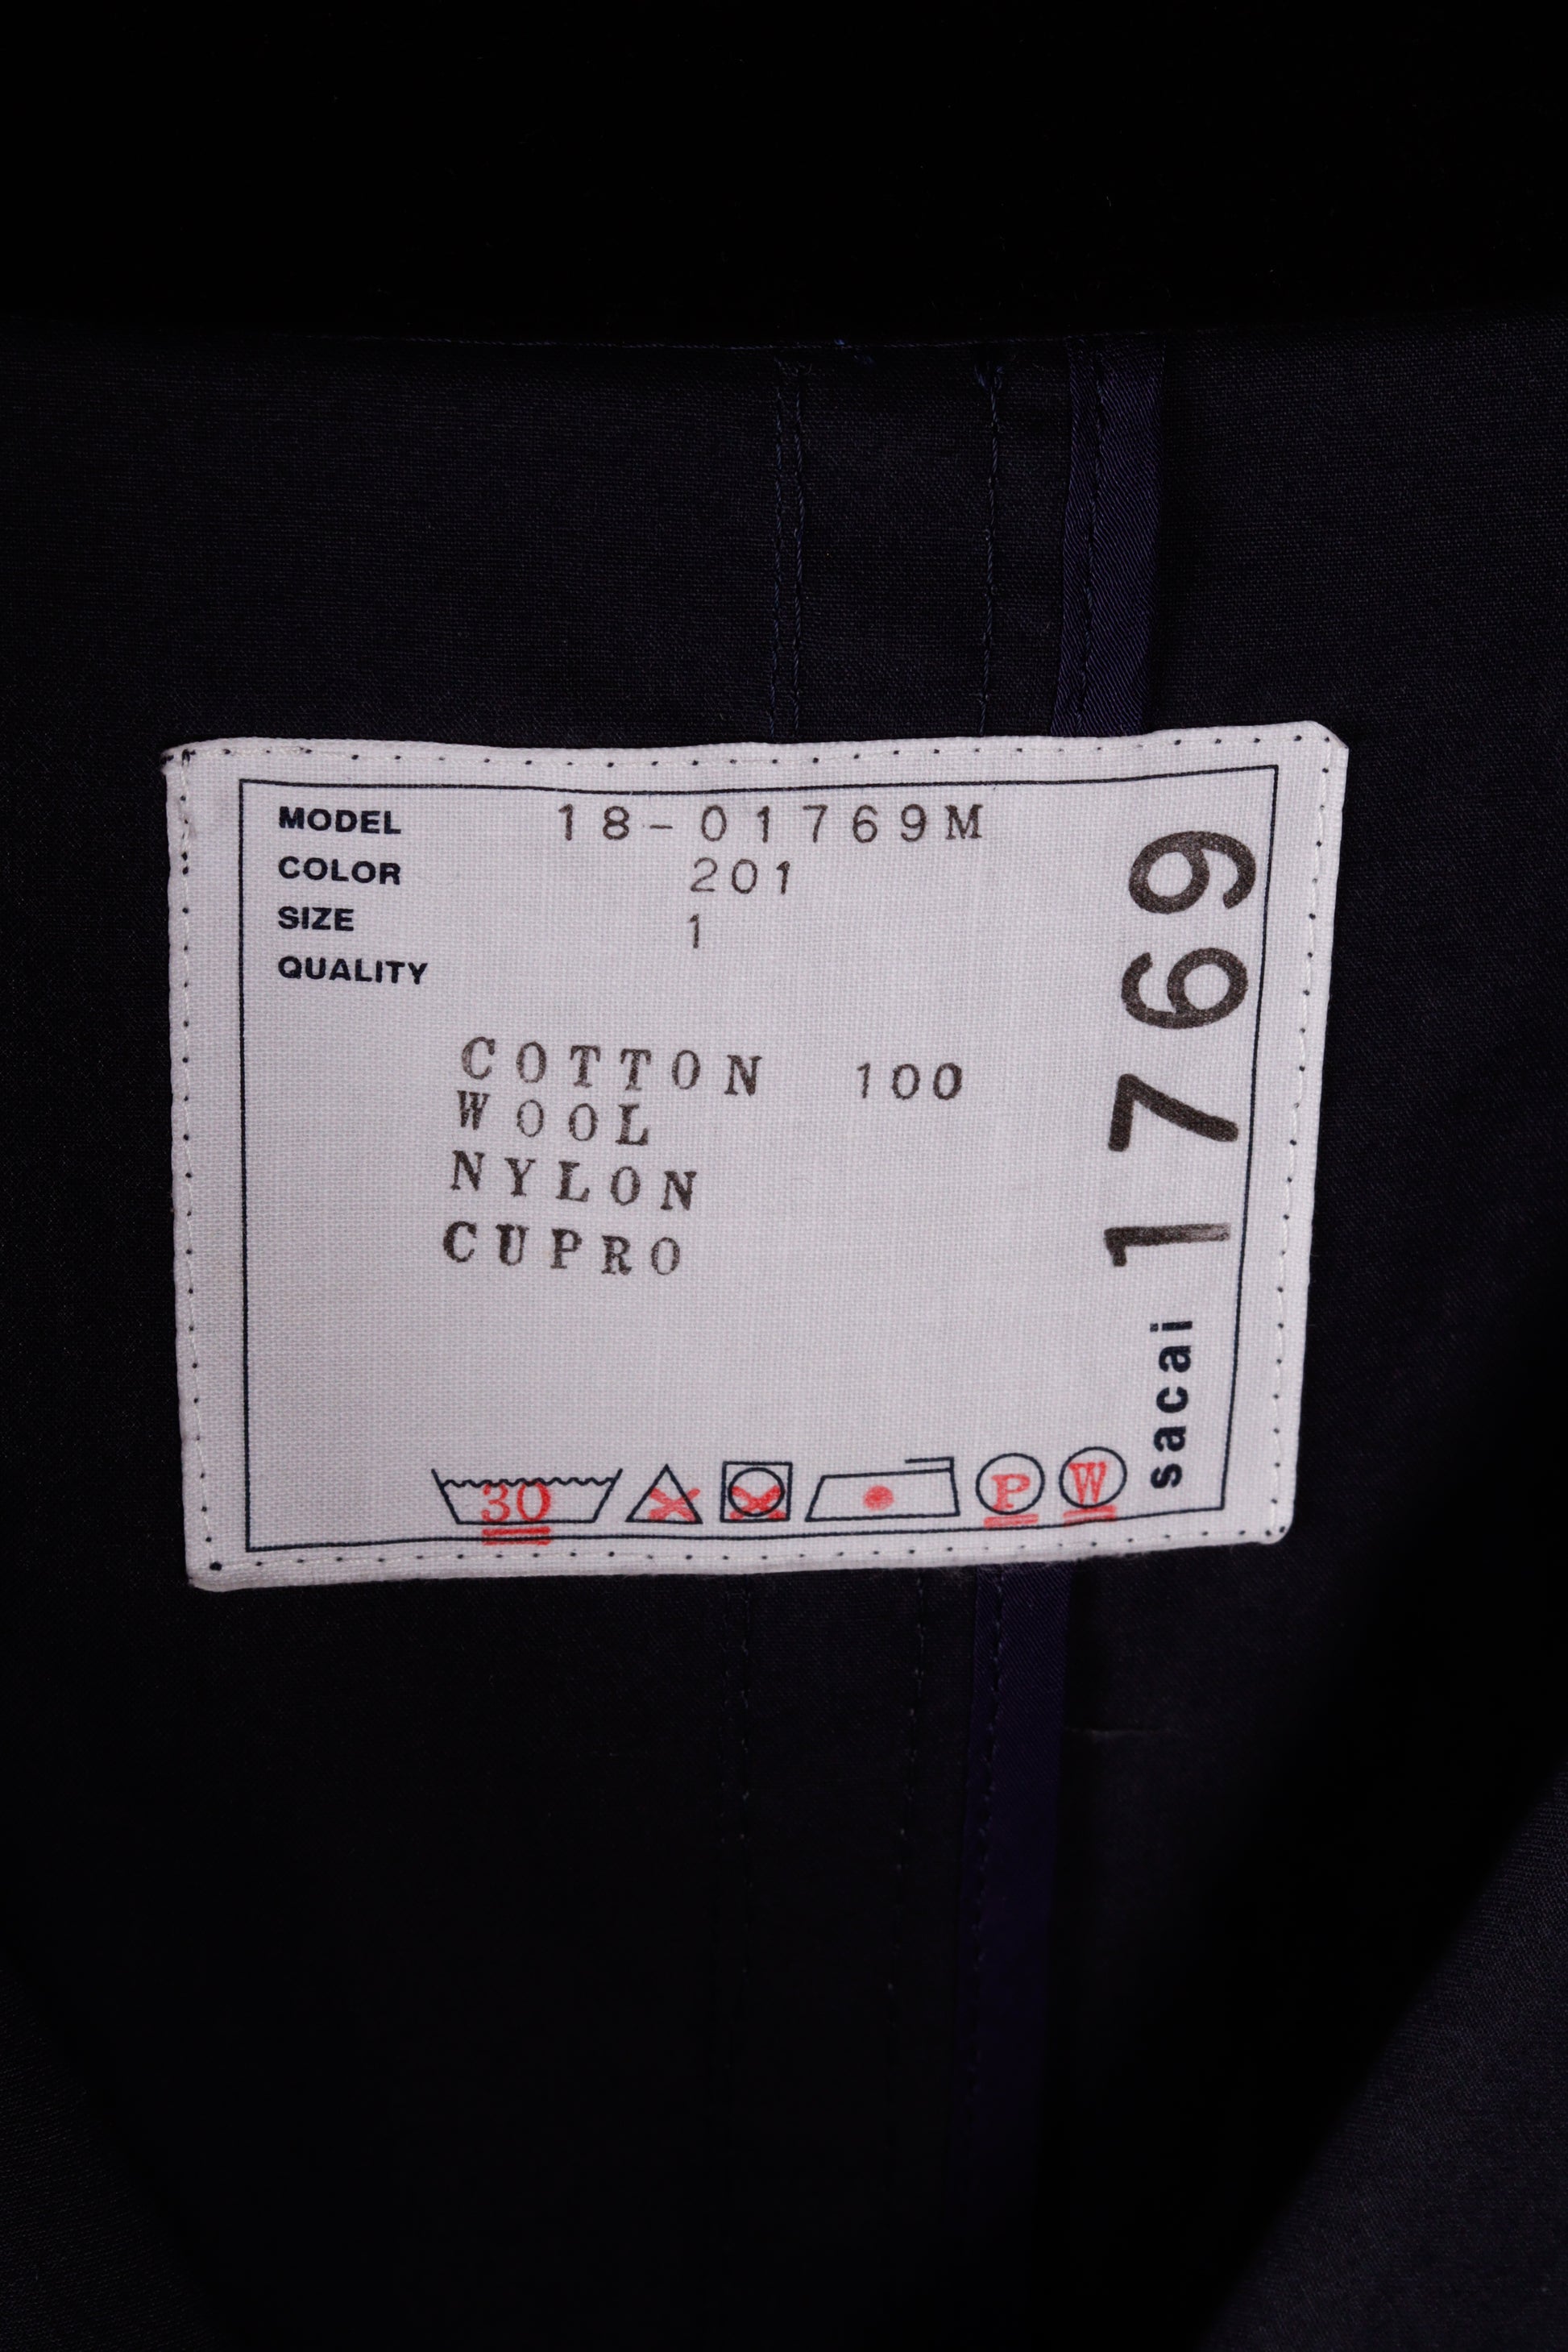 MODEL 18-01769M
COLOR 201
SIZE 1
QUALITY
COTTON 100
WOOL
NYLON
CUPRO
30 P W
sacai 1769